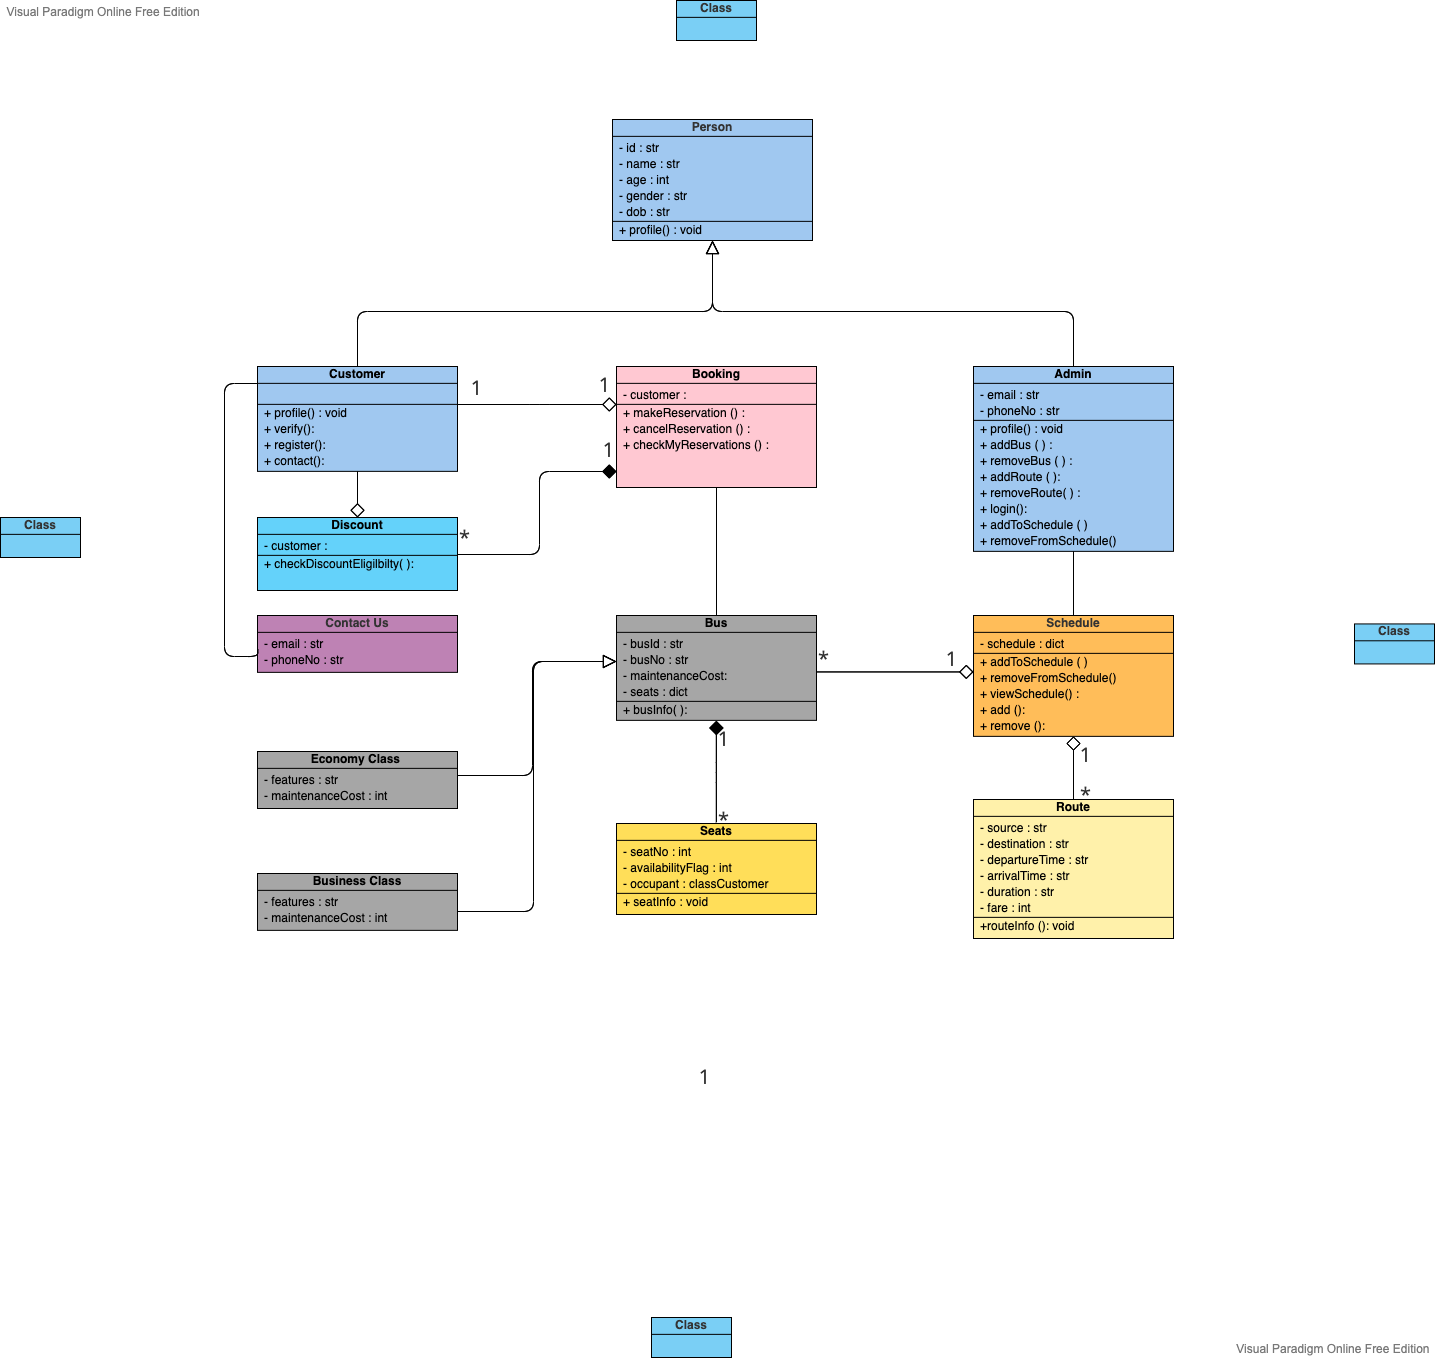 Visual Paradigm Online Free Edition
Class
Person
- id : str
- name : str
- age : int
- gender : str
- dob : str
+ profile() : void
Customer
+ profile() : void
+ verify():
+ register():
+ contact():
1
1
Booking
- customer :
+ makeReservation () :
+ cancelReservation () :
+ checkMyReservations () :
1
Admin
- email : str
- phoneNo : str
+ profile() : void
+ addBus ( ) :
+ removeBus ( ) :
+ addRoute ( ):
+ removeRoute( ) :
+ login():
+ addToSchedule ( )
+ removeFromSchedule()
Class
Discount
- customer :
+ checkDiscountEligilbilty( ):
*
Contact Us
- email : str
- phoneNo : str
Bus
- busId : str
- busNo : str
- maintenanceCost:
- seats : dict
+ busInfo( ):
*
1
Schedule
- schedule : dict
+ addToSchedule ( )
+ removeFromSchedule()
+ viewSchedule() :
+ add ():
+ remove ():
Class
1
1
Economy Class
- features : str
- maintenanceCost : int
*
*
Seats
- seatNo : int
- availabilityFlag : int
- occupant : classCustomer
+ seatInfo : void
Route
- source : str
- destination : str
- departureTime : str
- arrivalTime : str
- duration : str
- fare : int
+routeInfo (): void
Business Class
- features : str
- maintenanceCost : int
1
Class
Visual Paradigm Online Free Edition